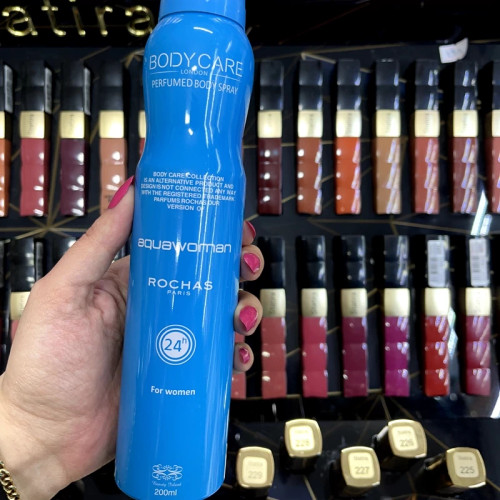 atira
BODY CARE
LONDON
PERFUMED BODY SPRAY
BODY CARE COLLECTION
IS AN ALTERNATIVE PRODUCT AND
DESIGN IS NOT CONNECTED ANY WAY
WITH THE REGISTERED TRADEMARK
PARFUMS ROCHAS OUR
VERSION OF
aquawoman
ROCHAS
PARIS
24h
For women
200ml
228
226
229
227
225